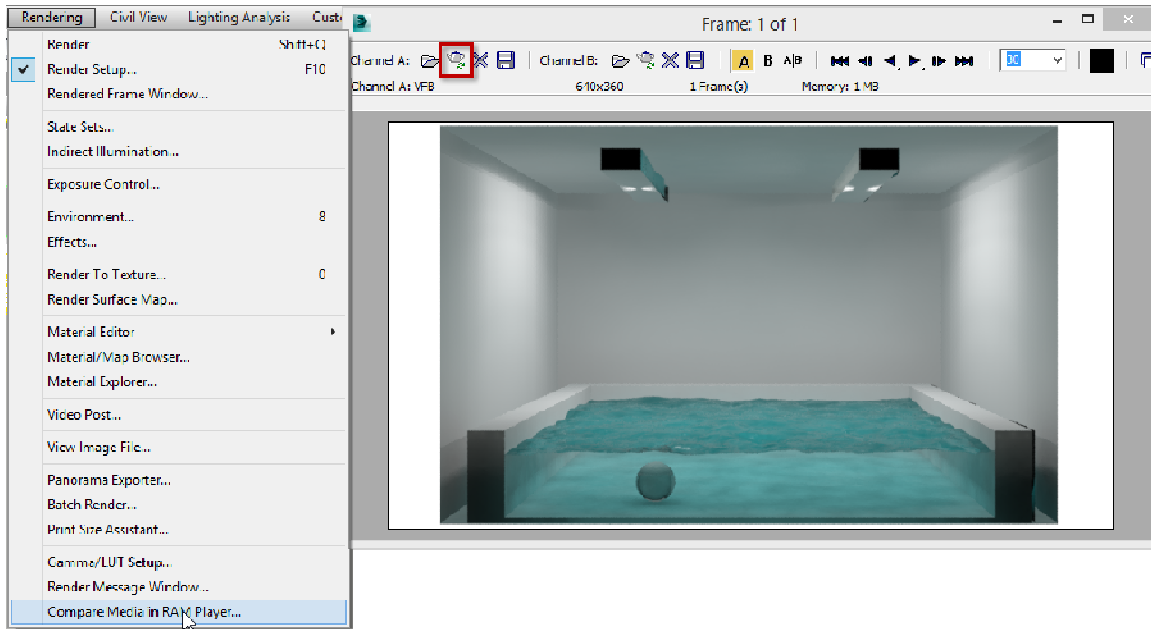 Rendering Civil View Lighting Analysis Cust
Render Shift+Q
Render Setup... F10
Rendered Frame Window...
State Sets...
Indirect Illumination...
Exposure Control...
Environment... 8
Effects...
Render To Texture... 0
Render Surface Map...
Material Editor
Material/Map Browser...
Material Explorer...
Video Post...
View Image File...
Panorama Exporter...
Batch Render...
Print Size Assistant...
Gamma/LUT Setup...
Render Message Window...
Compare Media in RAM Player...
Frame: 1 of 1
Channel A: Channel B: A B A|B
Channel A: VFB 640x360 1 Frame(s) Memory: 1 MB